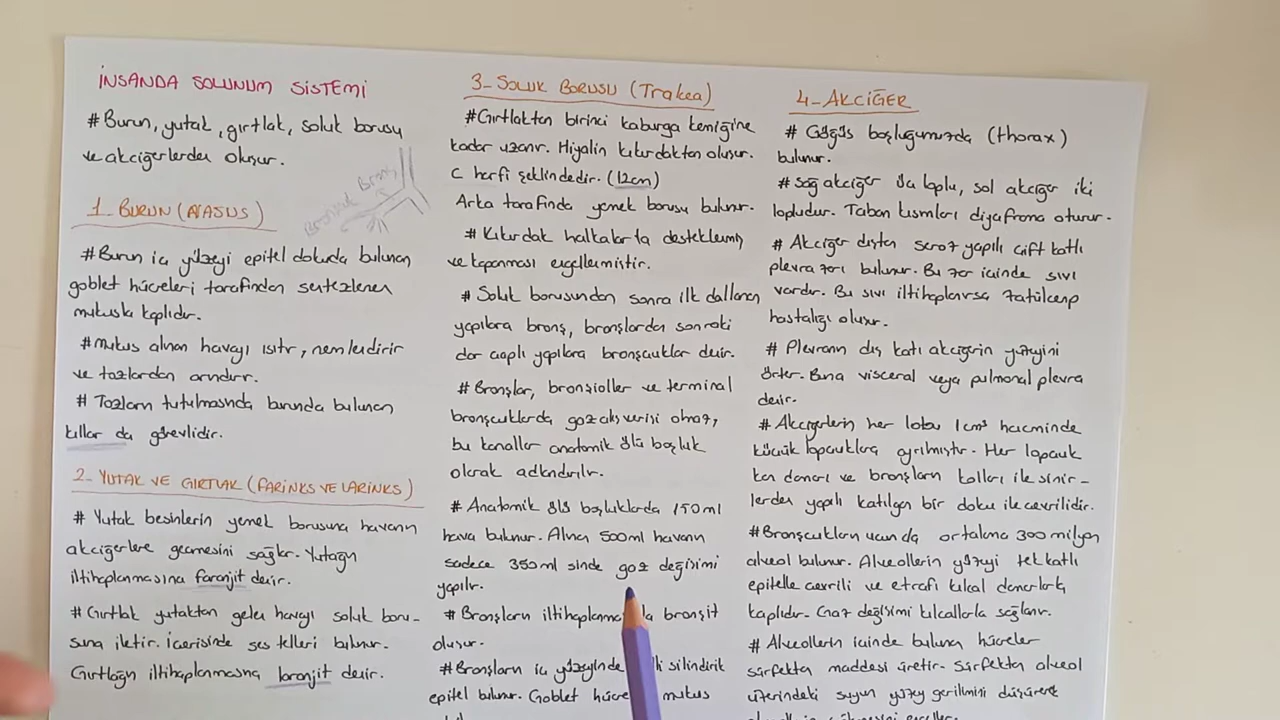 İNSANDA SOLUNUM SİSTEMİ
# Burun, yutak, gırtlak, soluk borusu
ve akciğerlerden oluşur.
1- BURUN (NASUS)
# Burun iç yüzeyi epitel dokuda bulunan
goblet hücreleri tarafından sentezlenen
mukusla kaplıdır.
# Mukus alınan havayı ısıtır, nemlendirir
ve tozlardan arındırır.
# Tozların tutulmasında burunda bulunan
kıllar da görevlidir.
2- YUTAK VE GIRTLAK (FARİNKS VE LARİNKS)
# Yutak besinlerin yemek borusuna havanın
akciğerlere geçmesini sağlar. Yutağın
iltihaplanmasına faranjit denir.
# Gırtlak yutaktan gelen havayı soluk boru-
suna iletir. İçerisinde ses telleri bulunur.
Gırtlağın iltihaplanmasına laranjit denir.
Bronş
3- SOLUK BORUSU (Trakea)
# Gırtlaktan birinci kaburga kemiğine
kadar uzanır. Hiyalin kıkırdaktan oluşur.
C harfi şeklindedir. (12cm)
Arka tarafında yemek borusu bulunur.
# Kıkırdak halkalarla desteklenmiş
ve kapanması engellenmiştir.
# Soluk borusundan sonra ilk dallanan
yapılara bronş, bronşlardan sonraki
dar çaplı yapılara bronşçuklar denir.
# Bronşlar, bronşioller ve terminal
bronşcuklarda gaz alışverişi olmaz,
bu kanallar anatomik ölü boşluk
olarak adlandırılır.
# Anatomik ölü boşluklarda 150ml
hava bulunur. Alınan 500ml havanın
sadece 350ml sinde gaz değişimi
yapılır.
# Bronşların bronşit
oluşur.
# Bronşların iç yüzeyinde silindirik
epitel bulunur. Goblet mukus
4- AKCİĞER
# Göğüs boşluğumuzda (thorax)
bulunur.
# Sağ akciğer üç loplu, sol akciğer iki
lopludur. Taban kısmları diyaframa oturur.
# Akciğer dıştan seroz yapılı çift katlı
plevra zarı bulunur. Bu zar içinde sıvı
vardır. Bu sıvı iltihaplanırsa zatülcenp
hastalığı oluşur.
# Plevranın dış katı akciğerin yüzeyini
örter. Buna visceral veya pulmonal plevra
denir.
# Akciğerlerin her lobu 1cm³ hacminde
küçük lopçuklara ayrılmıştır. Her lopçuk
kan damarı ve bronşların kolları ile sinir-
lerden yapılı katılgan bir doku ile çevrilidir.
# Bronşcukların ucunda ortalama 300 milyon
alveol bulunur. Alveollerin yüzeyi tek katlı
epitelle çevrili ve etrafı kılcal damarlarla
kaplıdır. Gaz değişimi kılcallarla sağlanır.
# Alveollerin içinde bulunan hücreler
sürfektan maddesi üretir. Sürfektan alveol
üzerindeki suyun yüzey gerilimini düşürerek